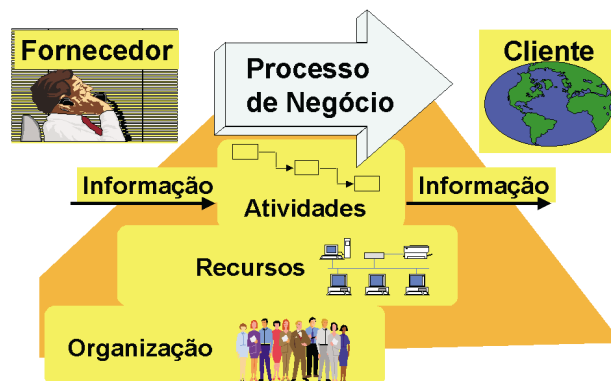 Fornecedor
Processo
de Negócio
Cliente
Informação
Informação
Atividades
Recursos
Organização